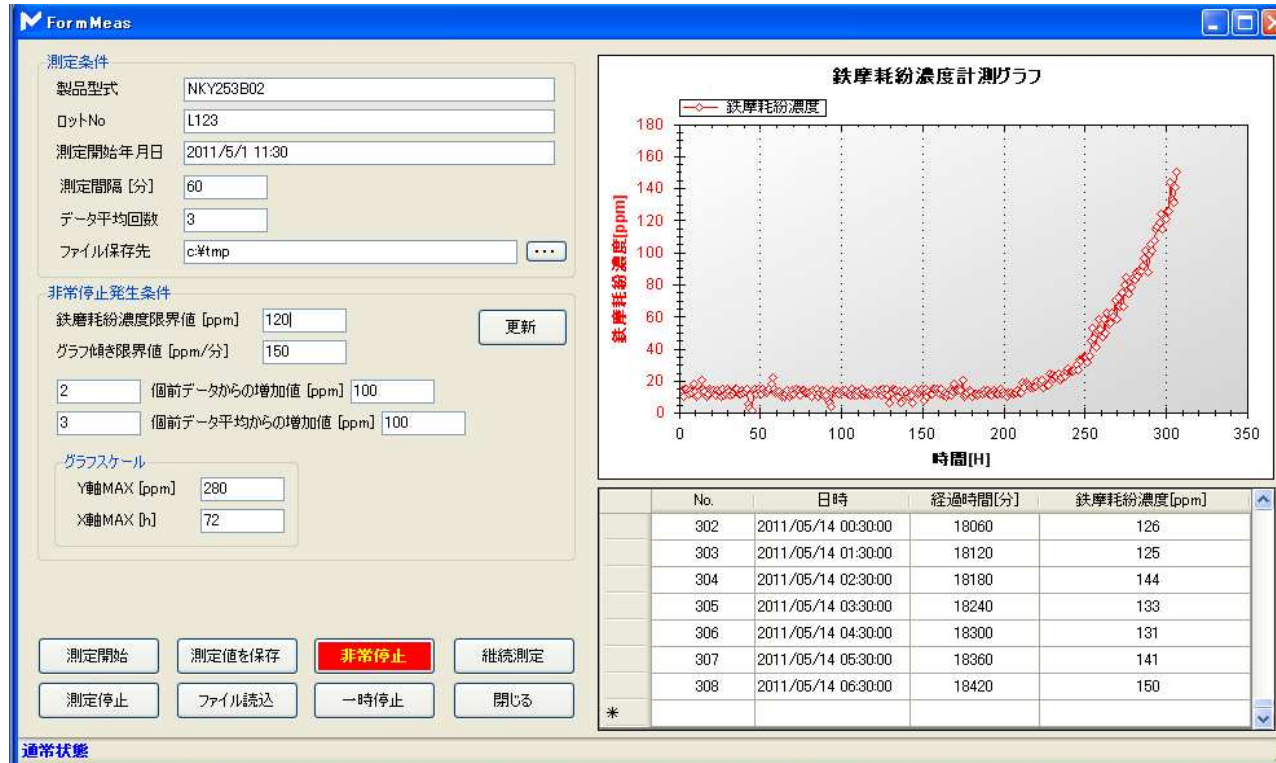 FormMeas
測定条件
製品型式 NKY253B02
ロットNo L123
測定開始年月日 2011/5/1 11:30
測定間隔 [分] 60
データ平均回数 3
ファイル保存先 c:¥tmp ...
非常停止発生条件
鉄磨耗紛濃度限界値 [ppm] 120
更新
グラフ傾き限界値 [ppm/分] 150
2 個前データからの増加値 [ppm] 100
3 個前データ平均からの増加値 [ppm] 100
グラフスケール
Y軸MAX [ppm] 280
X軸MAX [h] 72
測定開始 測定値を保存 非常停止 継続測定
測定停止 ファイル読込 一時停止 閉じる
鉄摩耗紛濃度計測グラフ
鉄摩耗紛濃度
鉄摩耗紛濃度[ppm]
180
160
140
120
100
80
60
40
20
0
0 50 100 150 200 250 300 350
時間[H]
No. 日時 経過時間[分] 鉄摩耗紛濃度[ppm]
302 2011/05/14 00:30:00 18060 126
303 2011/05/14 01:30:00 18120 125
304 2011/05/14 02:30:00 18180 144
305 2011/05/14 03:30:00 18240 133
306 2011/05/14 04:30:00 18300 131
307 2011/05/14 05:30:00 18360 141
308 2011/05/14 06:30:00 18420 150
*
通常状態